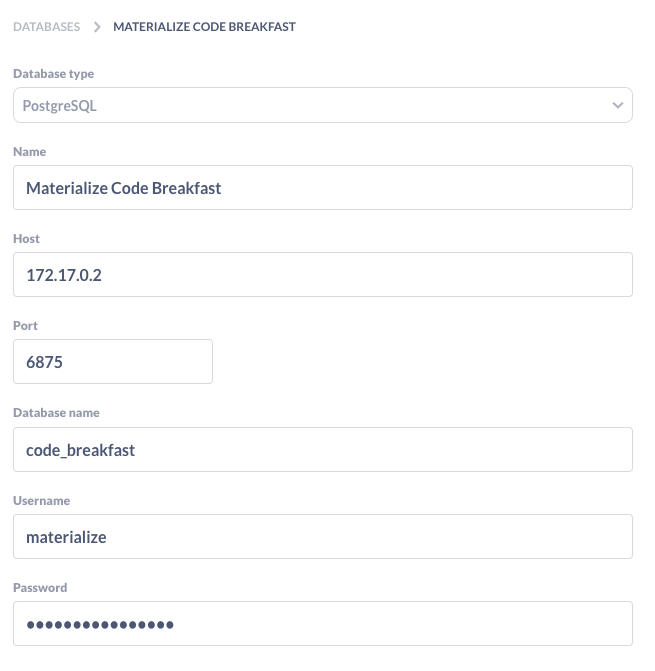 DATABASES > MATERIALIZE CODE BREAKFAST
Database type
PostgreSQL
Name
Materialize Code Breakfast
Host
172.17.0.2
Port
6875
Database name
code_breakfast
Username
materialize
Password
••••••••••••••••